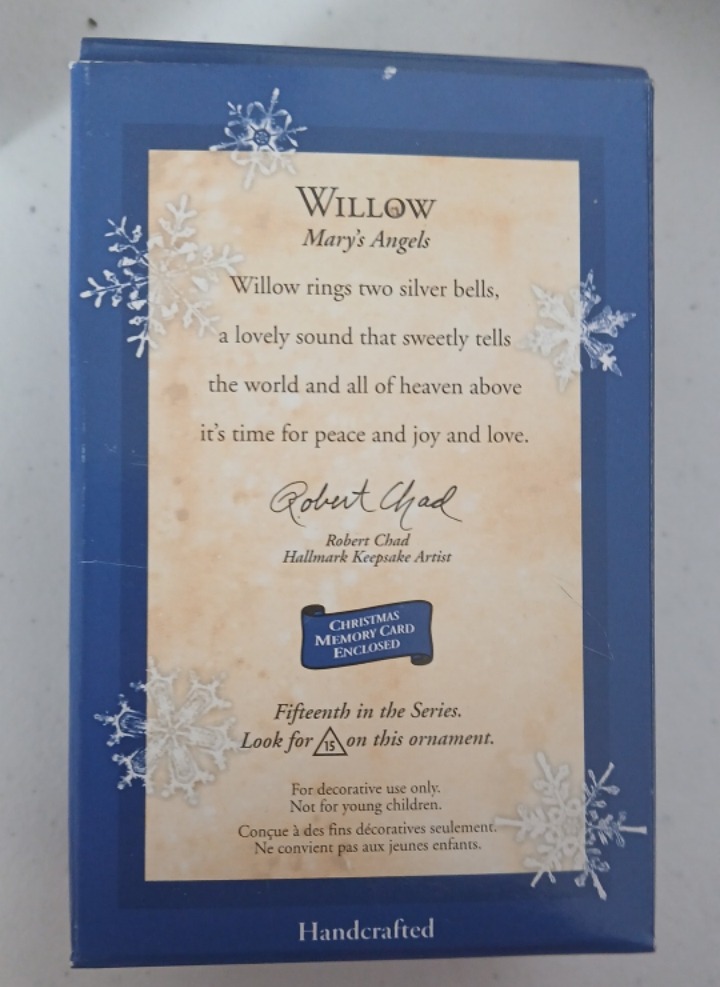 WILLOW
Mary's Angels
Willow rings two silver bells,
a lovely sound that sweetly tells
the world and all of heaven above
it's time for peace and joy and love.
Robert Chad
Robert Chad
Hallmark Keepsake Artist
CHRISTMAS
MEMORY CARD
ENCLOSED
Fifteenth in the Series.
Look for 15 on this ornament.
For decorative use only.
Not for young children.
Conçue à des fins décoratives seulement.
Ne convient pas aux jeunes enfants.
Handcrafted